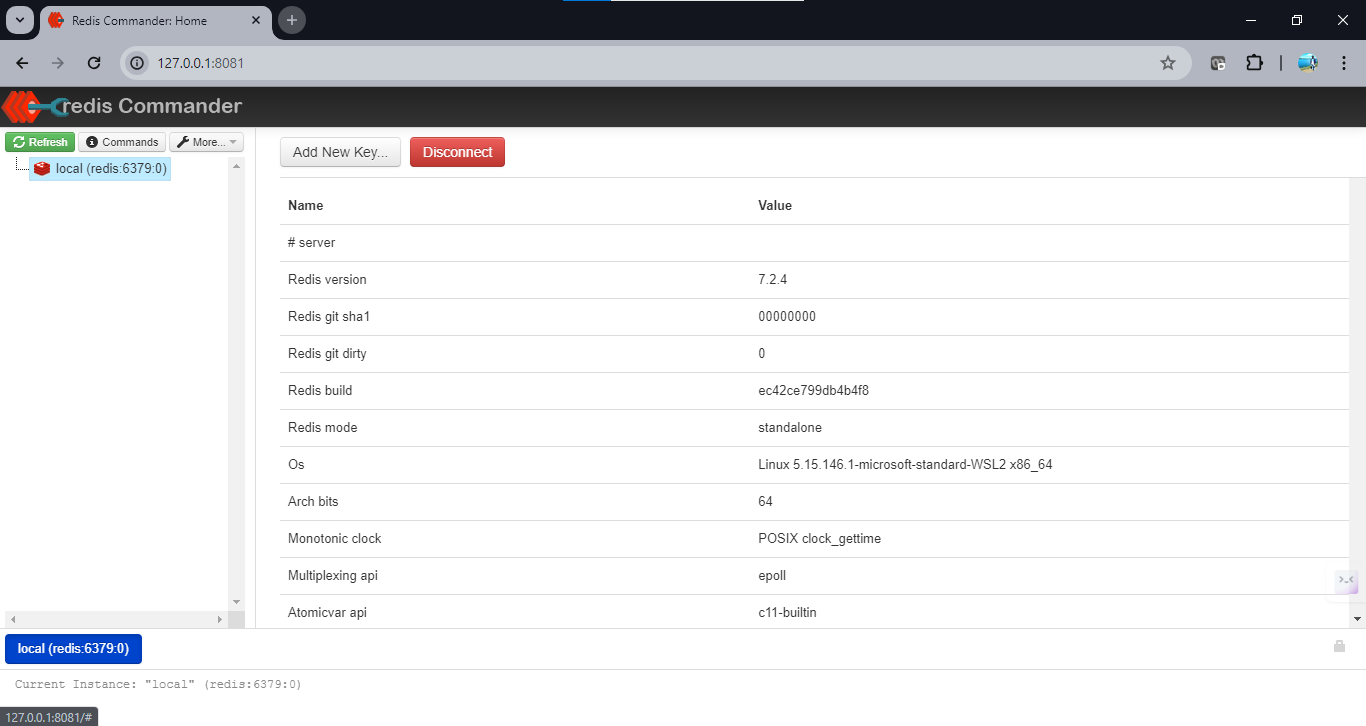 Redis Commander: Home
127.0.0.1:8081
redis Commander
Refresh Commands More...
local (redis:6379:0)
Add New Key... Disconnect
Name Value
# server
Redis version 7.2.4
Redis git sha1 00000000
Redis git dirty 0
Redis build ec42ce799db4b4f8
Redis mode standalone
Os Linux 5.15.146.1-microsoft-standard-WSL2 x86_64
Arch bits 64
Monotonic clock POSIX clock_gettime
Multiplexing api epoll
Atomicvar api c11-builtin
local (redis:6379:0)
Current Instance: "local" (redis:6379:0)
127.0.0.1:8081/#